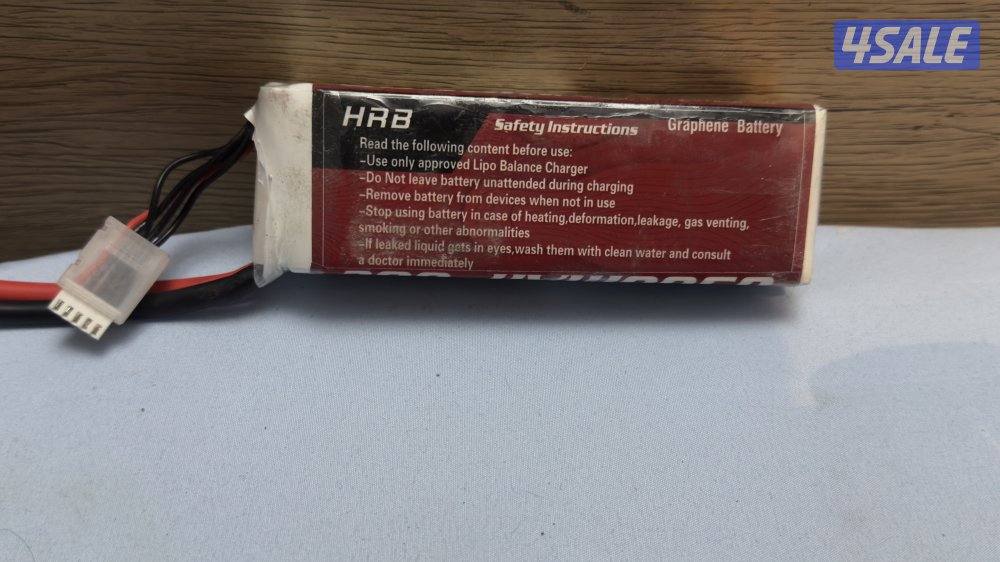 4SALE
HRB Safety Instructions Graphene Battery
Read the following content before use:
-Use only approved Lipo Balance Charger
-Do Not leave battery unattended during charging
-Remove battery from devices when not in use
-Stop using battery in case of heating,deformation,leakage, gas venting,
smoking or other abnormalities
-If leaked liquid gets in eyes,wash them with clean water and consult
a doctor immediately